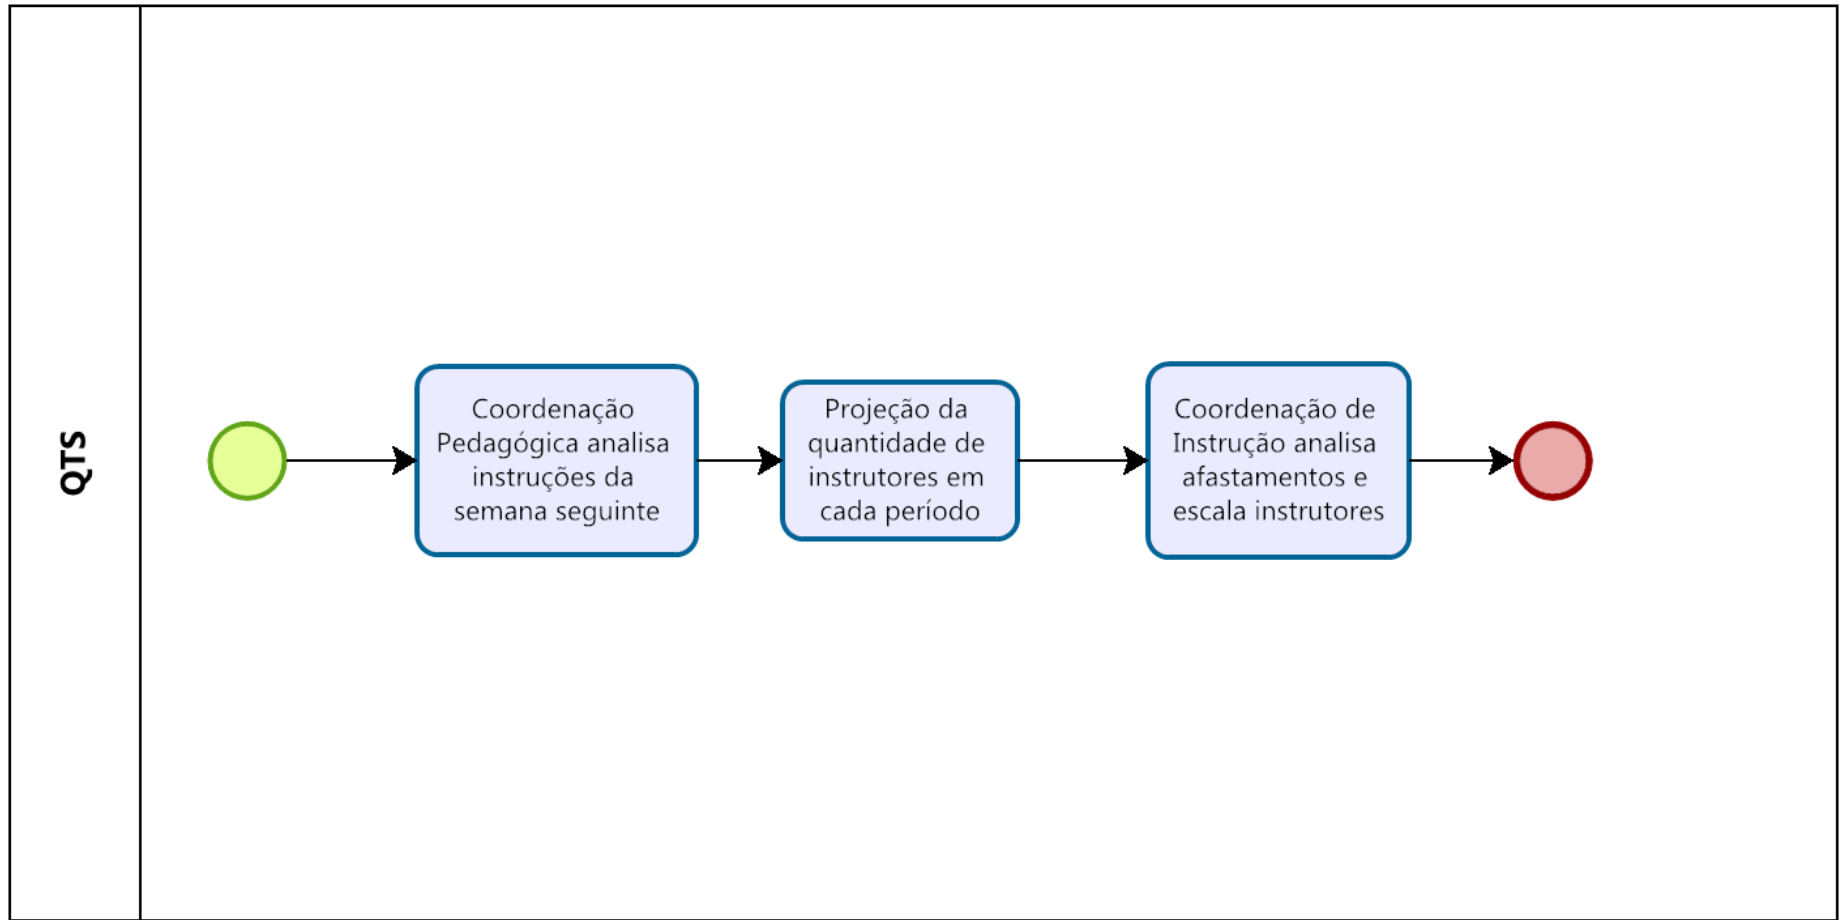 QTS
Coordenação
Pedagógica analisa
instruções da
semana seguinte
Projeção da
quantidade de
instrutores em
cada período
Coordenação de
Instrução analisa
afastamentos e
escala instrutores